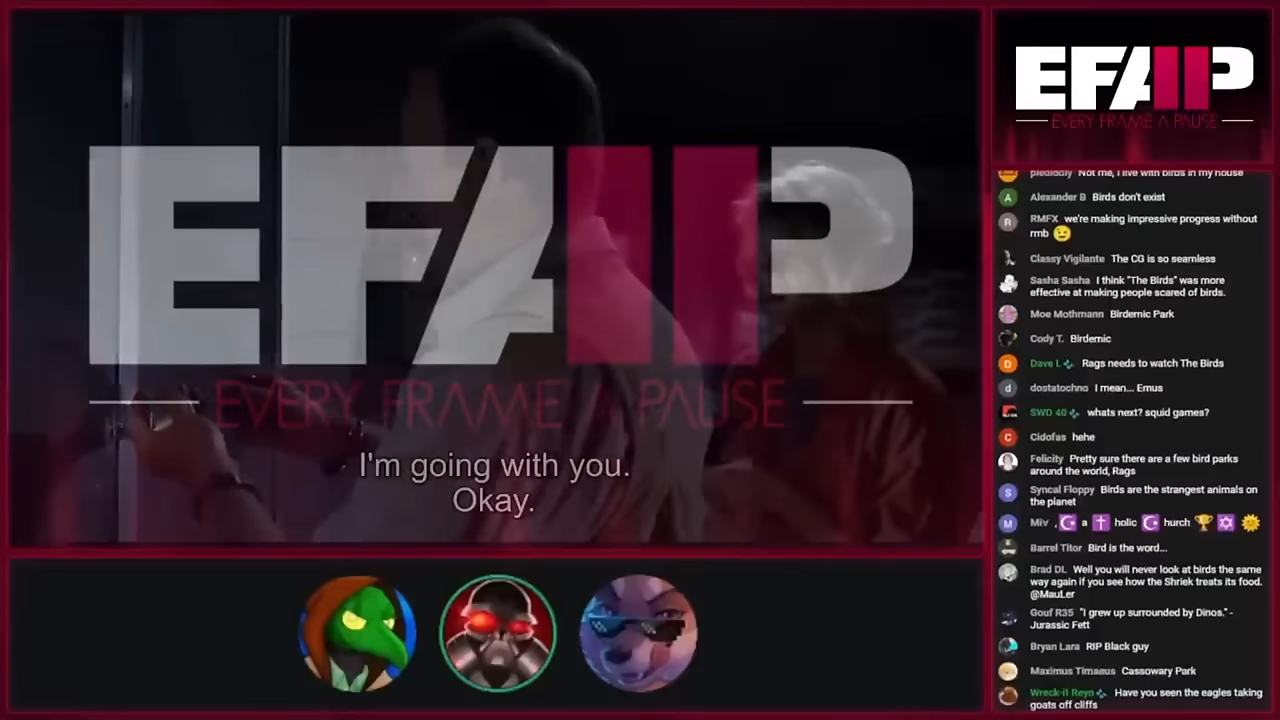 EFAP
EVERY FRAME A PAUSE
I'm going with you.
Okay.
EFAP
EVERY FRAME A PAUSE
piediddy Not me, I live with birds in my house
A
Alexander B Birds don't exist
R
RMFX we're making impressive progress without
rmb
Classy Vigilante The CG is so seamless
Sasha Sasha I think "The Birds" was more
effective at making people scared of birds.
Moe Mothmann Birdemic Park
Cody T. Birdemic
D
Dave L Rags needs to watch The Birds
d
dostatochno I mean... Emus
SWD 40 whats next? squid games?
C
Cidofas hehe
Felicity Pretty sure there are a few bird parks
around the world, Rags
S
Syncal Floppy Birds are the strangest animals on
the planet
M
Miv , ☪ a ✝ holic ☪ hurch 🏆 ✡ 🌞
Barrel Titor Bird is the word...
Brad DL Well you will never look at birds the same
way again if you see how the Shriek treats its food.
@MauLer
Gouf R35 "I grew up surrounded by Dinos." -
Jurassic Fett
Bryan Lara RIP Black guy
Maximus Timaeus Cassowary Park
Wreck-i1 Reyn Have you seen the eagles taking
goats off cliffs